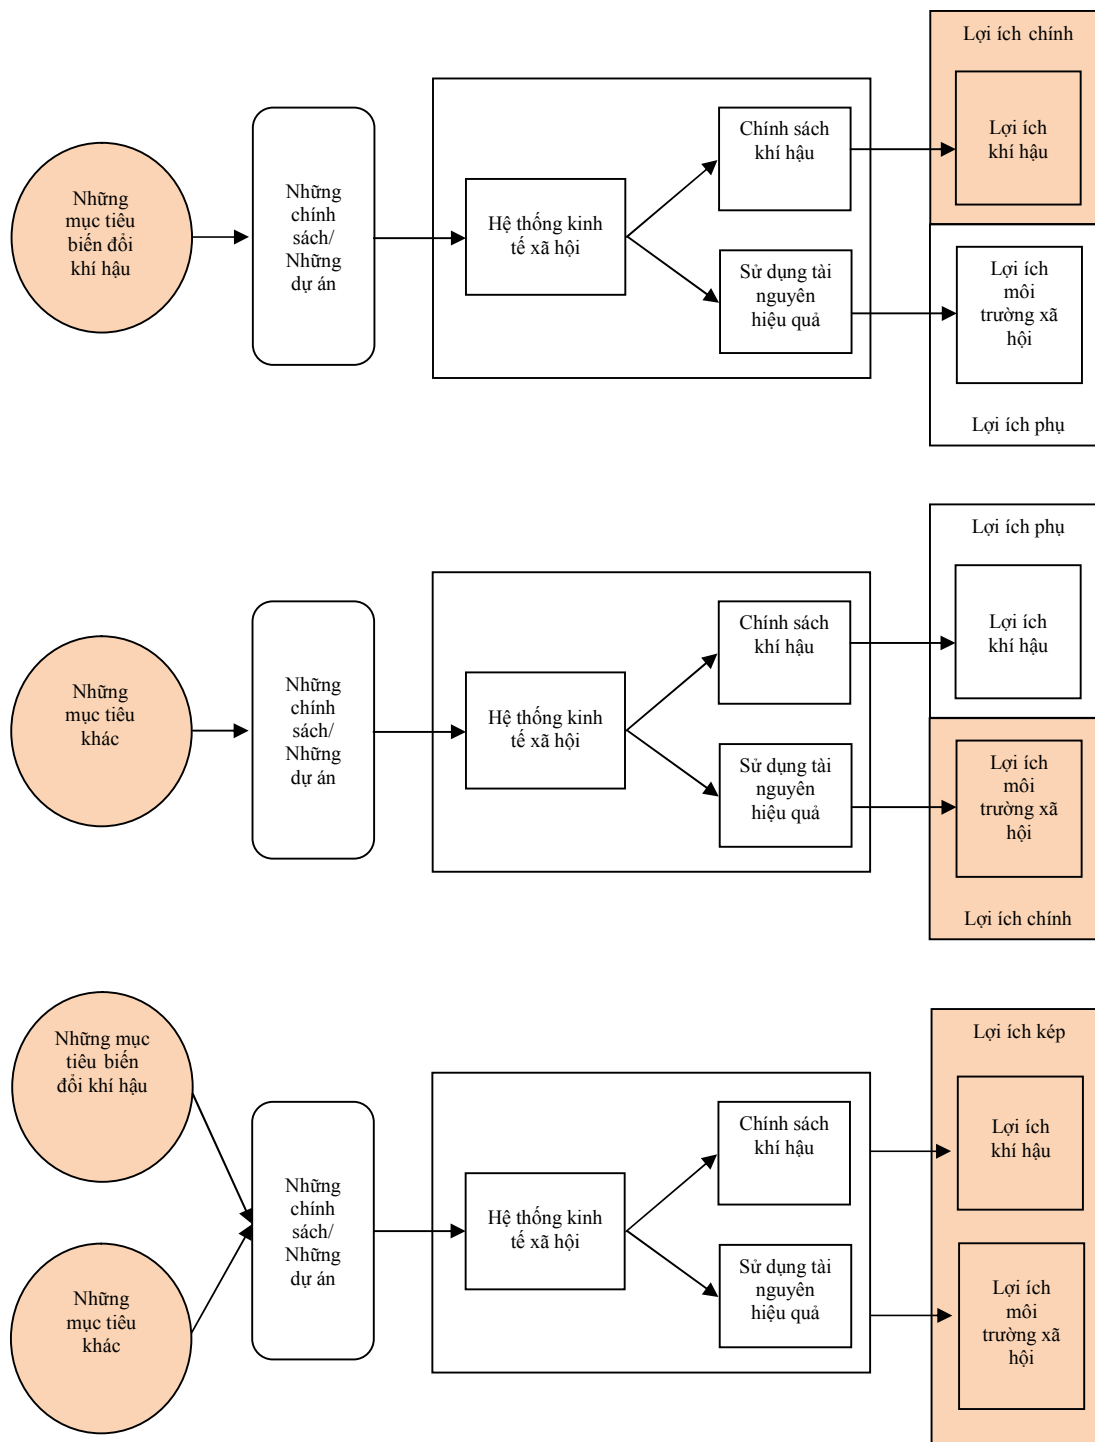 Lợi ích chính
Lợi ích
khí hậu
Chính sách
khí hậu
Những
mục tiêu
biến đổi
khí hậu
Những
chính
sách/
Những
dự án
Hệ thống kinh
tế xã hội
Sử dụng tài
nguyên
hiệu quả
Lợi ích
môi
trường xã
hội
Lợi ích phụ
Lợi ích phụ
Lợi ích
khí hậu
Chính sách
khí hậu
Những
mục tiêu
khác
Những
chính
sách/
Những
dự án
Hệ thống kinh
tế xã hội
Sử dụng tài
nguyên
hiệu quả
Lợi ích
môi
trường xã
hội
Lợi ích chính
Những mục
tiêu biến
đổi khí hậu
Những
mục tiêu
khác
Những
chính
sách/
Những
dự án
Hệ thống kinh
tế xã hội
Chính sách
khí hậu
Sử dụng tài
nguyên
hiệu quả
Lợi ích kép
Lợi ích
khí hậu
Lợi ích
môi
trường xã
hội